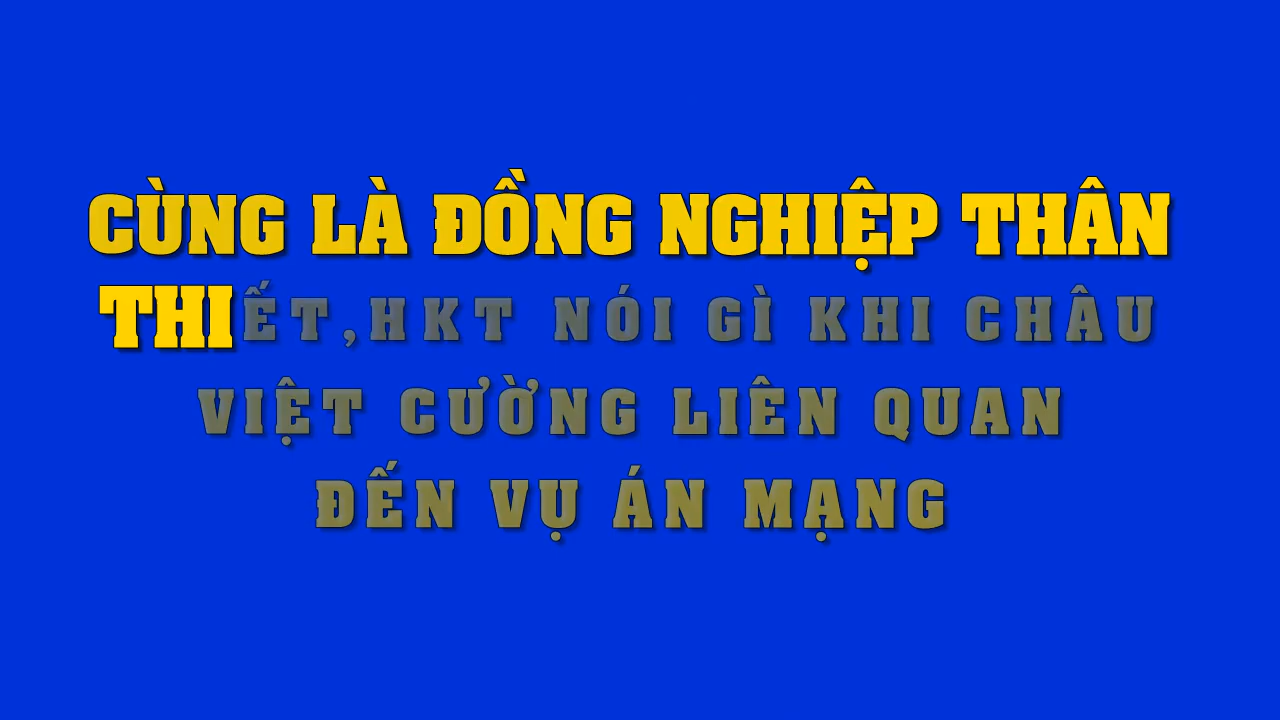 CÙNG LÀ ĐỒNG NGHIỆP THÂN
THIẾT,HKT NÓI GÌ KHI CHÂU
VIỆT CƯỜNG LIÊN QUAN
ĐẾN VỤ ÁN MẠNG